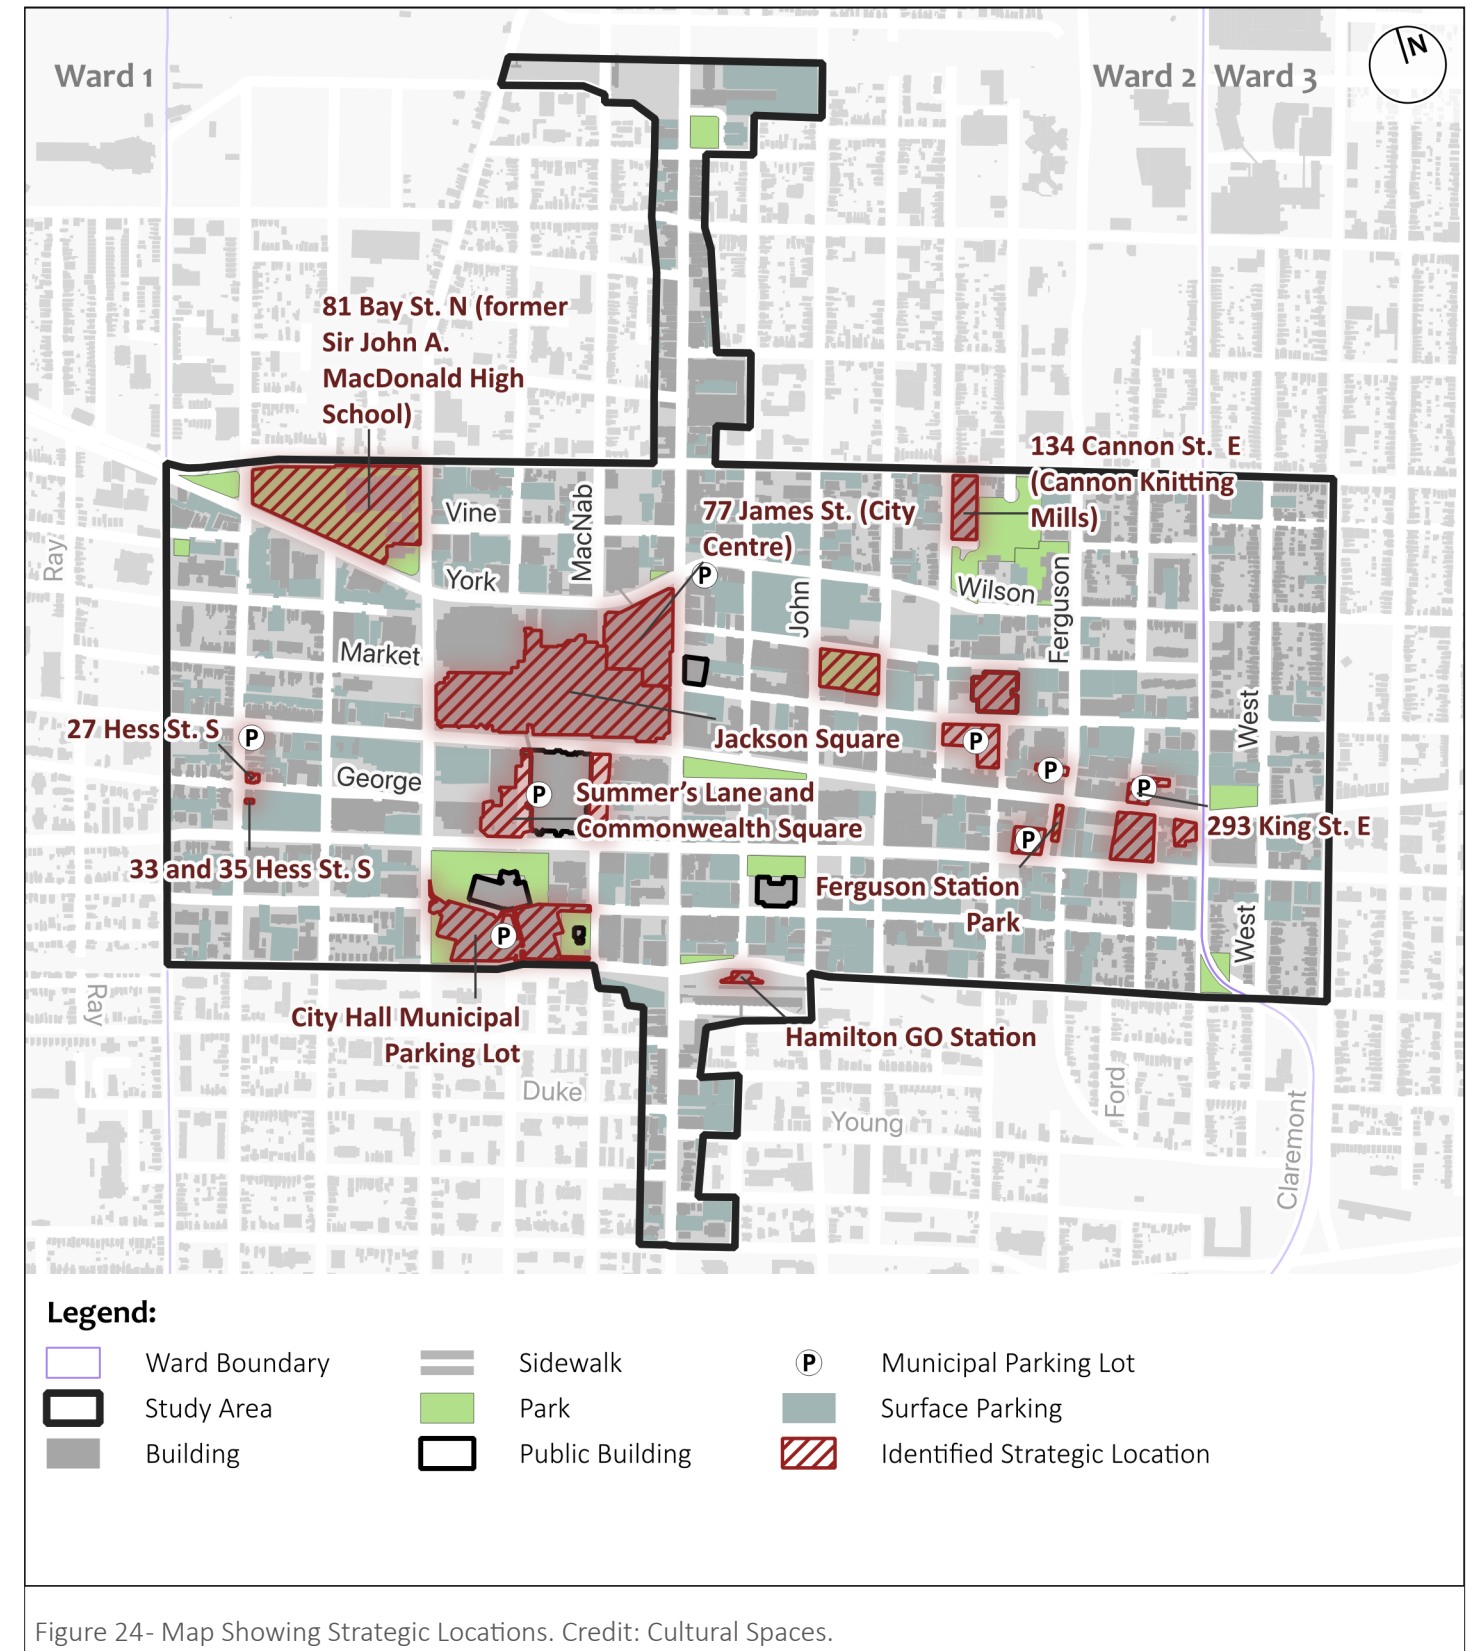 Ward 1
Ward 2
Ward 3
N
81 Bay St. N (former
Sir John A.
MacDonald High
School)
134 Cannon St. E
(Cannon Knitting
Mills)
77 James St. (City
Centre)
Vine
MacNab
York
P
John
Wilson
Ferguson
Ray
Market
27 Hess St. S
P
Jackson Square
P
West
George
P
P
P
Summer's Lane and
Commonwealth Square
293 King St. E
P
33 and 35 Hess St. S
Ferguson Station
Park
P
West
City Hall Municipal
Parking Lot
Hamilton GO Station
Ray
Duke
Young
Ford
Claremont
Legend:
Ward Boundary
Sidewalk
P
Municipal Parking Lot
Study Area
Park
Surface Parking
Building
Public Building
Identified Strategic Location
Figure 24- Map Showing Strategic Locations. Credit: Cultural Spaces.